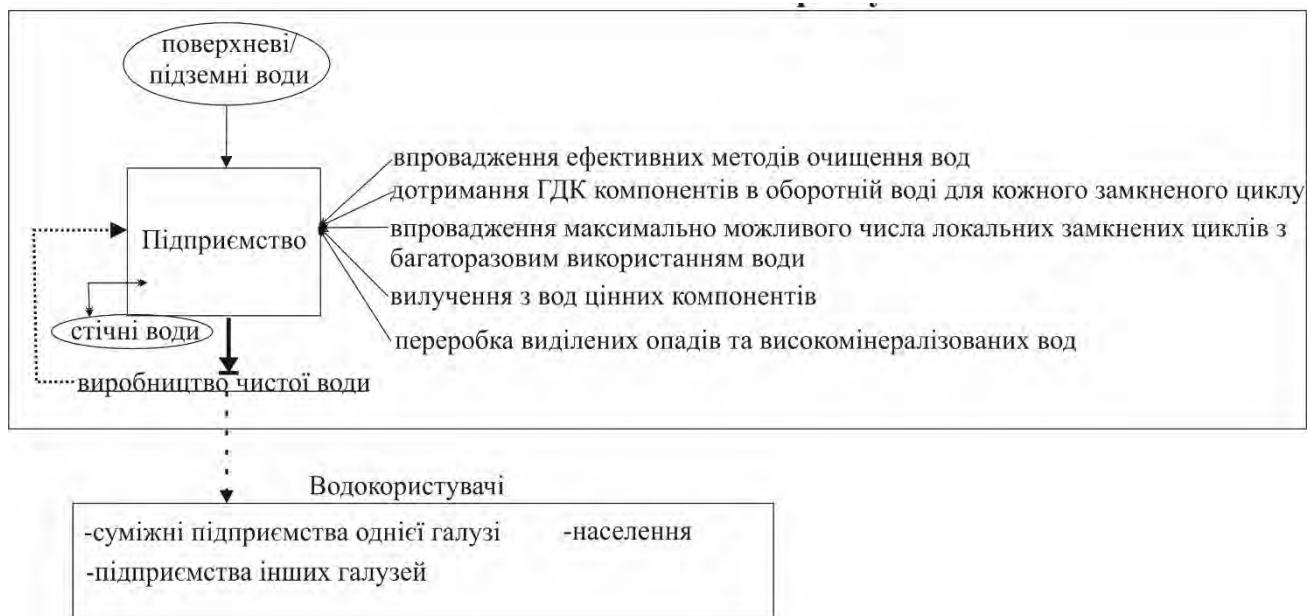 поверхневі/
підземні води
впровадження ефективних методів очищення вод
дотримання ГДК компонентів в оборотній воді для кожного замкненого циклу
впровадження максимально можливого числа локальних замкнених циклів з
багаторазовим використанням води
Підприємство
вилучення з вод цінних компонентів
стічні води
переробка виділених опадів та високомінералізованих вод
виробництво чистої води
Водокористувачі
-суміжні підприємства однієї галузі -населення
-підприємства інших галузей